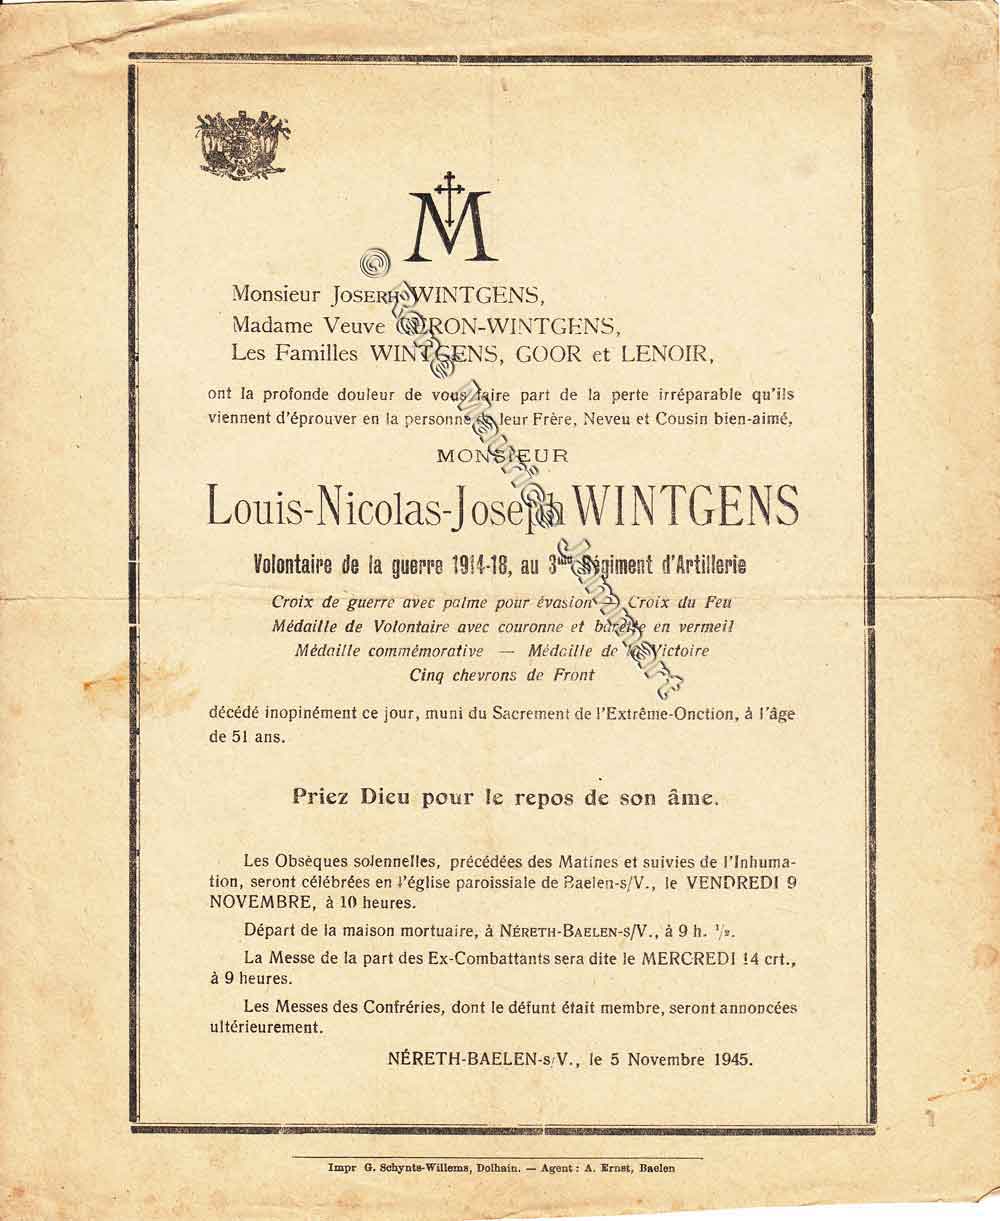 M
Monsieur JOSEPH WINTGENS,
Madame Veuve CERON-WINTGENS,
Les Familles WINTGENS, GOOR et LENOIR,
ont la profonde douleur de vous faire part de la perte irréparable qu'ils
viennent d'éprouver en la personne de leur Frère, Neveu et Cousin bien-aimé,
MONSIEUR
Louis-Nicolas-Joseph WINTGENS
Volontaire de la guerre 1914-18, au 3me Régiment d'Artillerie
Croix de guerre avec palme pour évasion — Croix du Feu
Médaille de Volontaire avec couronne et barette en vermeil
Médaille commémorative — Médaille de la Victoire
Cinq chevrons de Front
décédé inopinément ce jour, muni du Sacrement de l'Extrême-Onction, à l'âge
de 51 ans.
Priez Dieu pour le repos de son âme.
Les Obsèques solennelles, précédées des Matines et suivies de l'Inhuma-
tion, seront célébrées en l'église paroissiale de Baelen-s/V., le VENDREDI 9
NOVEMBRE, à 10 heures.
Départ de la maison mortuaire, à NÉRETH-BAELEN-S/V., à 9 h. 1/2.
La Messe de la part des Ex-Combattants sera dite le MERCREDI 14 crt.,
à 9 heures.
Les Messes des Confréries, dont le défunt était membre, seront annoncées
ultérieurement.
NÉRETH-BAELEN-s/V., le 5 Novembre 1945.
Impr G. Schynts-Willems, Dolhain. — Agent : A. Ernst, Baelen
© René Maurice Jammart